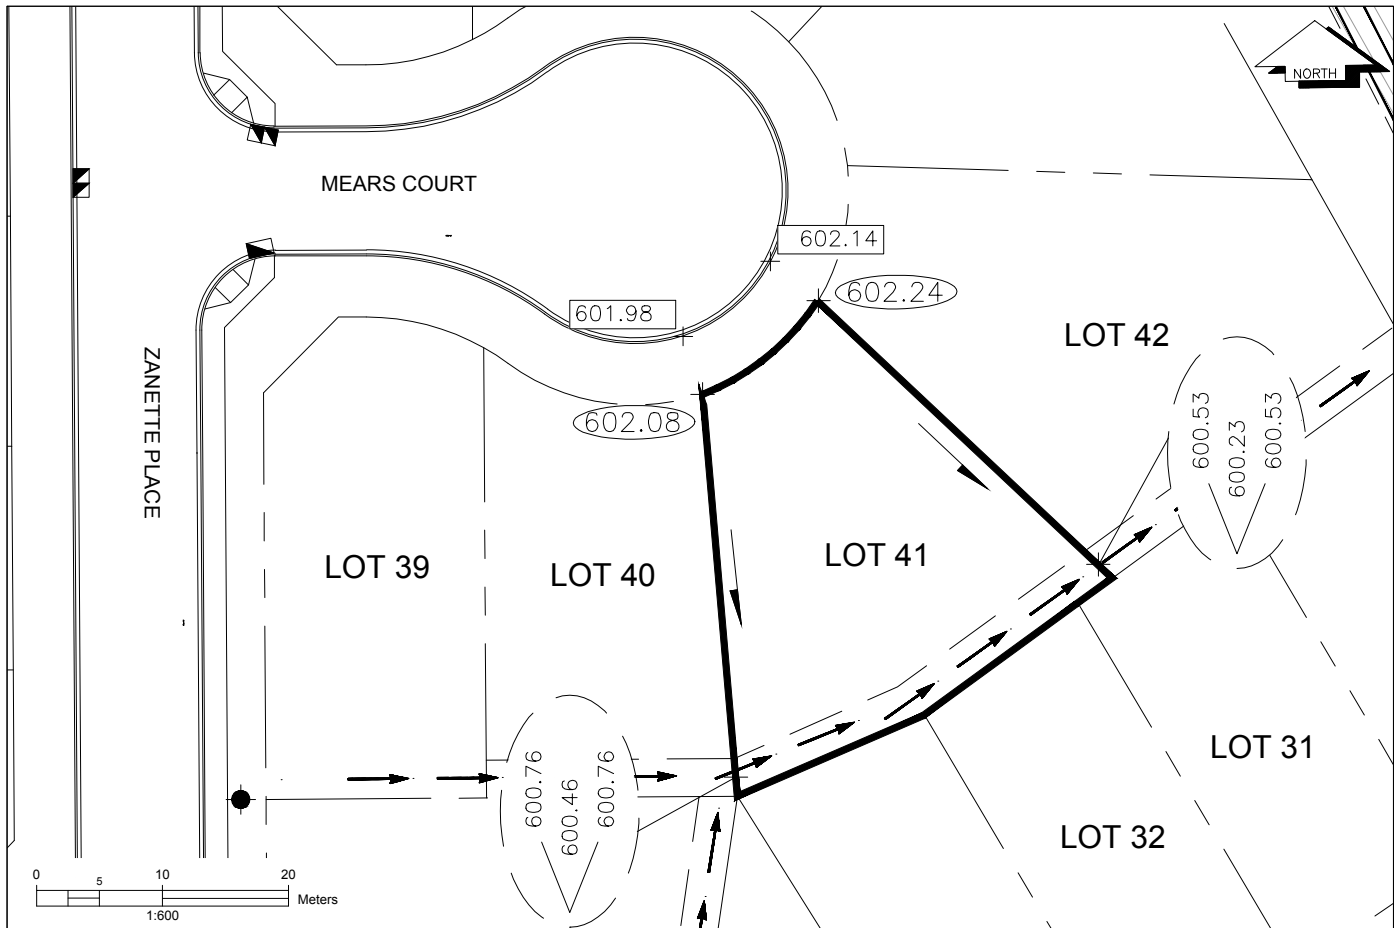 NORTH
MEARS COURT
602.14
602.24
601.98
LOT 42
ZANETTE PLACE
602.08
600.53
600.23
600.53
LOT 39
LOT 40
LOT 41
LOT 31
600.76
600.46
600.76
LOT 32
0 5 10 20
Meters
1:600